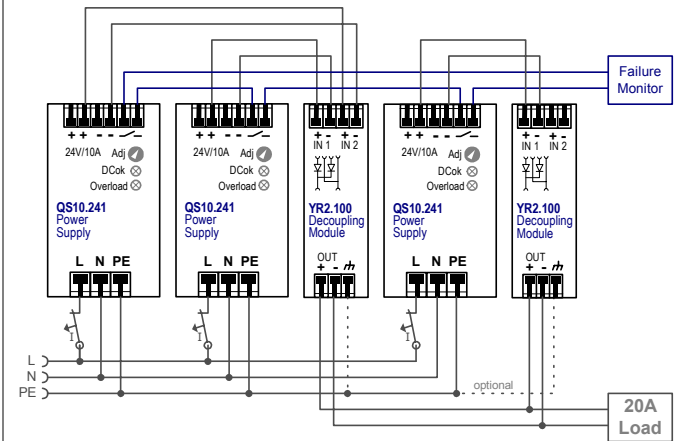 Failure
Monitor
+ + - -
24V/10A Adj
DCok
Overload
QS10.241
Power
Supply
L N PE
+ + - -
24V/10A Adj
DCok
Overload
QS10.241
Power
Supply
L N PE
+ - + -
IN 1 IN 2
YR2.100
Decoupling
Module
OUT
+ -
+ + - -
24V/10A Adj
DCok
Overload
QS10.241
Power
Supply
L N PE
+ - + -
IN 1 IN 2
YR2.100
Decoupling
Module
OUT
+ -
I
I
I
L
N
PE
optional
20A
Load